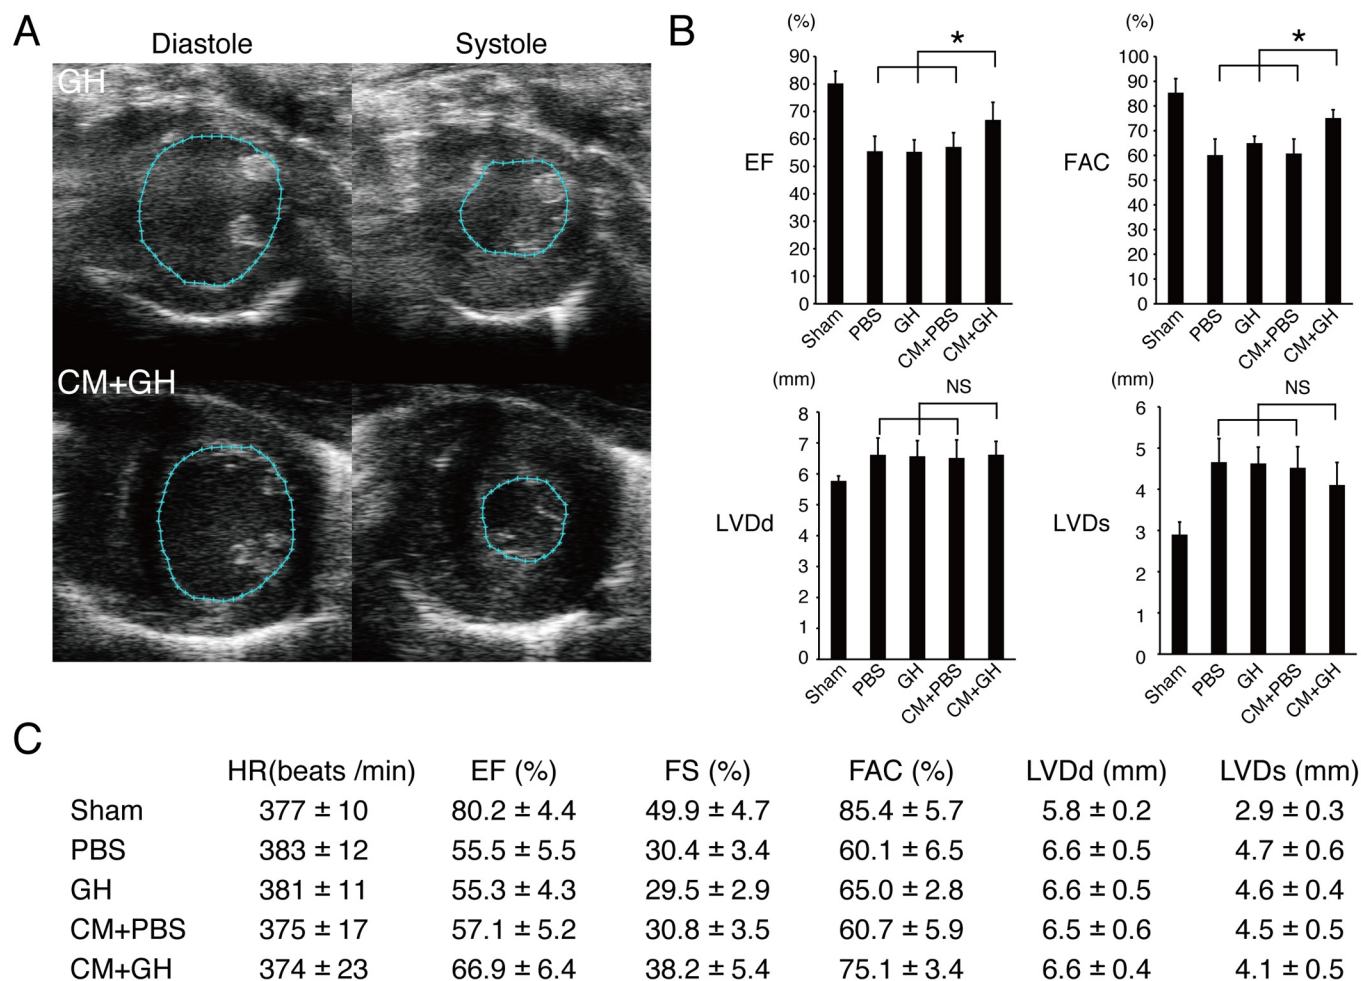 A
Diastole Systole
GH
CM+GH
B
(%)
EF
90
80
70
60
50
40
30
20
10
0
Sham PBS GH CM+PBS CM+GH
*
(%)
FAC
100
90
80
70
60
50
40
30
20
10
0
Sham PBS GH CM+PBS CM+GH
*
(mm)
LVDd
8
7
6
5
4
3
2
1
0
Sham PBS GH CM+PBS CM+GH
NS
(mm)
LVDs
6
5
4
3
2
1
0
Sham PBS GH CM+PBS CM+GH
NS
C
HR(beats /min) EF (%) FS (%) FAC (%) LVDd (mm) LVDs (mm)
Sham 377 ± 10 80.2 ± 4.4 49.9 ± 4.7 85.4 ± 5.7 5.8 ± 0.2 2.9 ± 0.3
PBS 383 ± 12 55.5 ± 5.5 30.4 ± 3.4 60.1 ± 6.5 6.6 ± 0.5 4.7 ± 0.6
GH 381 ± 11 55.3 ± 4.3 29.5 ± 2.9 65.0 ± 2.8 6.6 ± 0.5 4.6 ± 0.4
CM+PBS 375 ± 17 57.1 ± 5.2 30.8 ± 3.5 60.7 ± 5.9 6.5 ± 0.6 4.5 ± 0.5
CM+GH 374 ± 23 66.9 ± 6.4 38.2 ± 5.4 75.1 ± 3.4 6.6 ± 0.4 4.1 ± 0.5